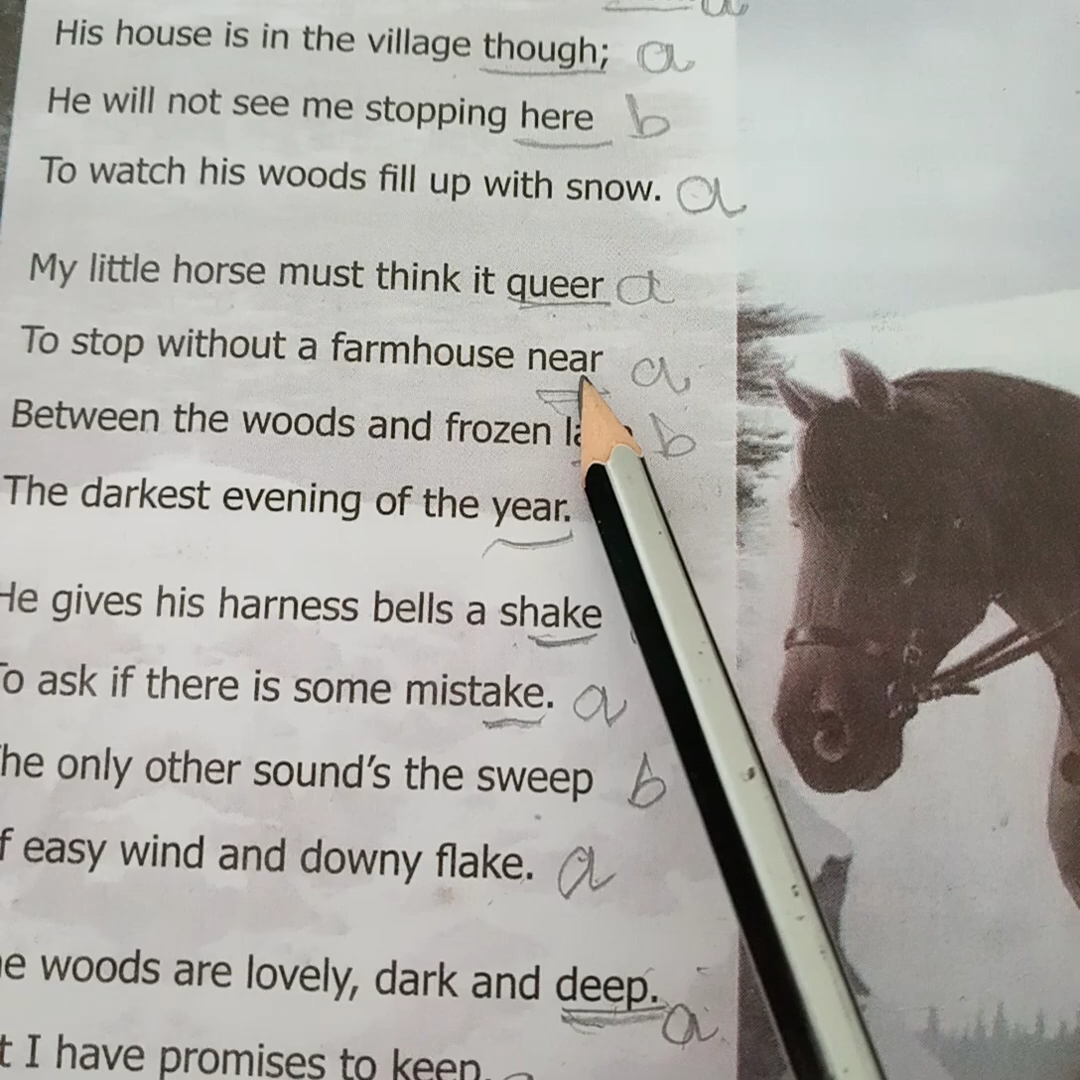 a
His house is in the village though; a
He will not see me stopping here b
To watch his woods fill up with snow. a
My little horse must think it queer a
To stop without a farmhouse near a
Between the woods and frozen b
The darkest evening of the year.
He gives his harness bells a shake
To ask if there is some mistake. a
The only other sound's the sweep b
f easy wind and downy flake. a
e woods are lovely, dark and deep. a
t I have promises to keep,